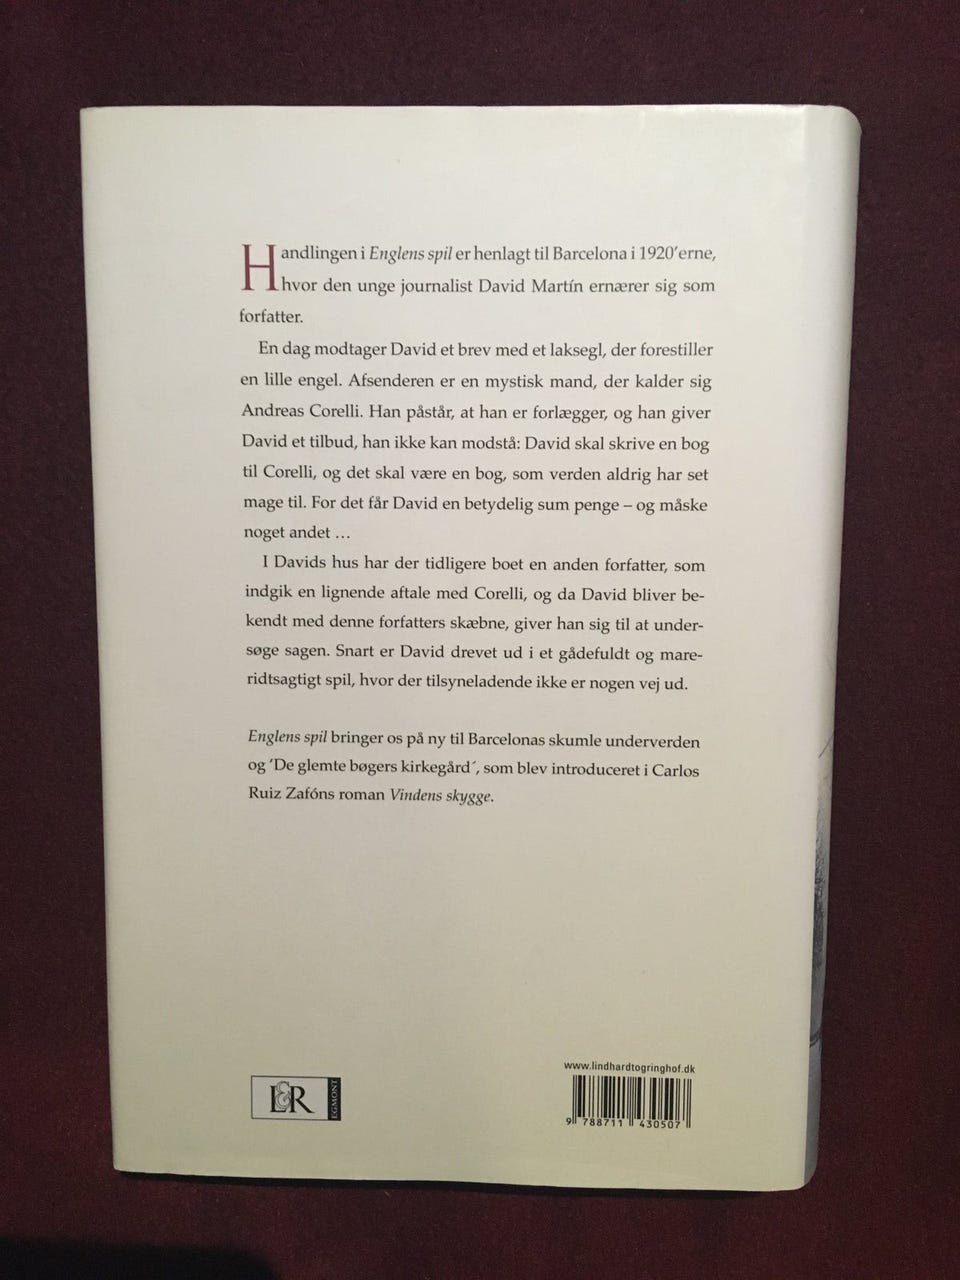 Handlingen i Englens spil er henlagt til Barcelona i 1920'erne,
hvor den unge journalist David Martín ernærer sig som
forfatter.
En dag modtager David et brev med et laksegl, der forestiller
en lille engel. Afsenderen er en mystisk mand, der kalder sig
Andreas Corelli. Han påstår, at han er forlægger, og han giver
David et tilbud, han ikke kan modstå: David skal skrive en bog
til Corelli, og det skal være en bog, som verden aldrig har set
mage til. For det får David en betydelig sum penge – og måske
noget andet …
I Davids hus har der tidligere boet en anden forfatter, som
indgik en lignende aftale med Corelli, og da David bliver be-
kendt med denne forfatters skæbne, giver han sig til at under-
søge sagen. Snart er David drevet ud i et gådefuldt og mare-
ridtsagtigt spil, hvor der tilsyneladende ikke er nogen vej ud.
Englens spil bringer os på ny til Barcelonas skumle underverden
og 'De glemte bøgers kirkegård´, som blev introduceret i Carlos
Ruiz Zafóns roman Vindens skygge.
L&R EGMONT
www.lindhardtogringhof.dk
9 788711 430507